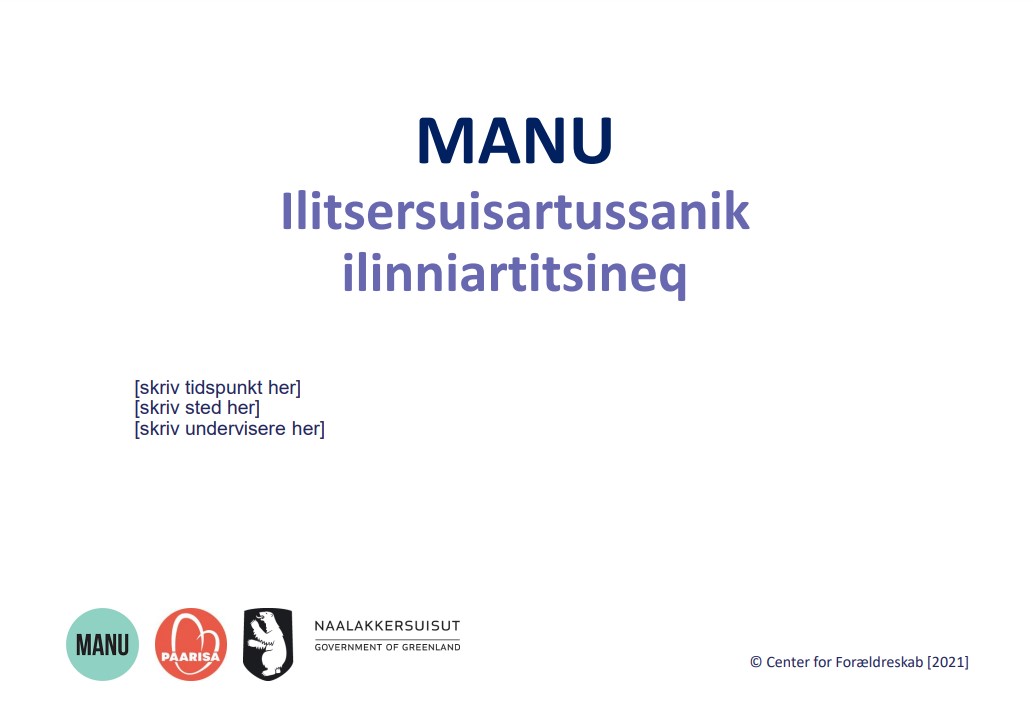 MANU
Ilitsersuisartussanik
ilinniartitsineq
[skriv tidspunkt her]
[skriv sted her]
[skriv undervisere her]
MANU
PAARISA
NAALAKKERSUISUT
GOVERNMENT OF GREENLAND
© Center for Forældreskab [2021]